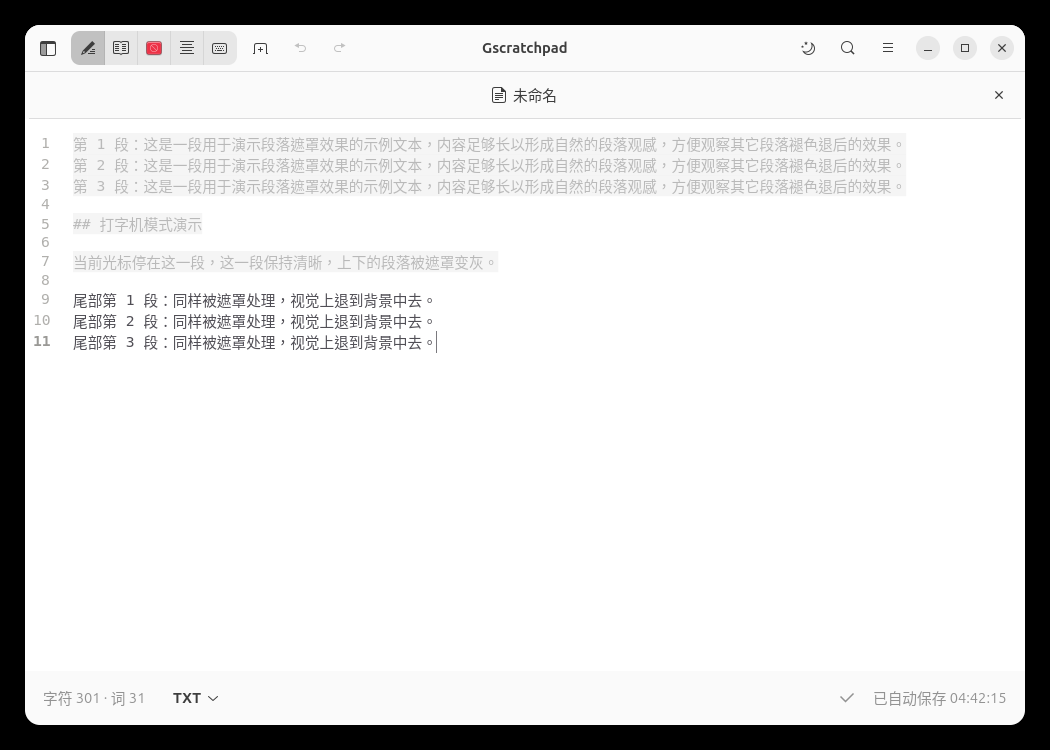 Gscratchpad
未命名
1 第 1 段：这是一段用于演示段落遮罩效果的示例文本，内容足够长以形成自然的段落观感，方便观察其它段落褪色退后的效果。
2 第 2 段：这是一段用于演示段落遮罩效果的示例文本，内容足够长以形成自然的段落观感，方便观察其它段落褪色退后的效果。
3 第 3 段：这是一段用于演示段落遮罩效果的示例文本，内容足够长以形成自然的段落观感，方便观察其它段落褪色退后的效果。
4
5 ## 打字机模式演示
6
7 当前光标停在这一段，这一段保持清晰，上下的段落被遮罩变灰。
8
9 尾部第 1 段：同样被遮罩处理，视觉上退到背景中去。
10 尾部第 2 段：同样被遮罩处理，视觉上退到背景中去。
11 尾部第 3 段：同样被遮罩处理，视觉上退到背景中去。
字符 301 · 词 31 TXT 已自动保存 04:42:15